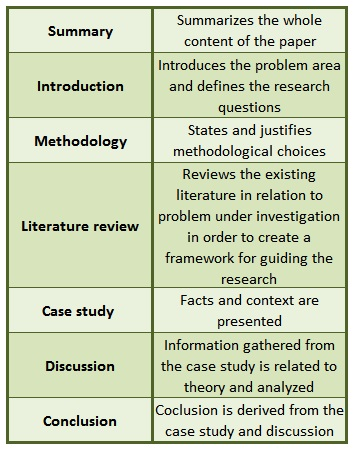 Summary
Summarizes the whole
content of the paper
Introduction
Introduces the problem area
and defines the research
questions
Methodology
States and justifies
methodological choices
Literature review
Reviews the existing
literature in relation to
problem under investigation
in order to create a
framework for guiding the
research
Case study
Facts and context are
presented
Discussion
Information gathered from
the case study is related to
theory and analyzed
Conclusion
Coclusion is derived from the
case study and discussion